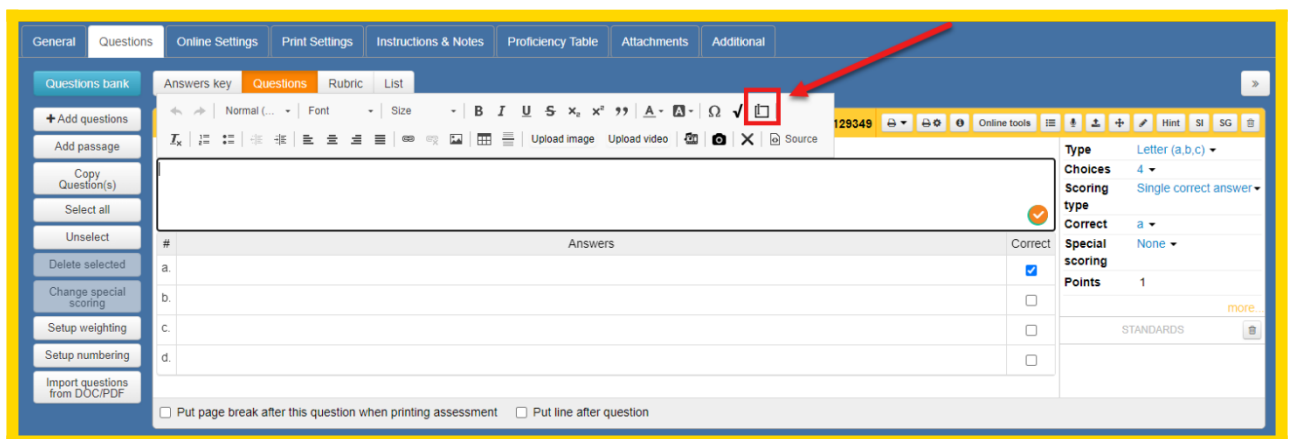 General Questions Online Settings Print Settings Instructions & Notes Proficiency Table Attachments Additional
Questions bank Answers key Questions Rubric List »
Normal (... Font Size B I U S x₂ x² A A Ω √
+ Add questions 129349 Online tools Hint SI SG
Tx Upload image Upload video X Source
Add passage
Type Letter (a,b,c)
Copy
Question(s)
Choices 4
Scoring
type Single correct answer
Select all
Correct a
Unselect # Answers Correct
Special
scoring None
Delete selected a.
Points 1
Change special
scoring
b.
more...
Setup weighting c. STANDARDS
Setup numbering d.
Import questions
from DOC/PDF
Put page break after this question when printing assessment Put line after question